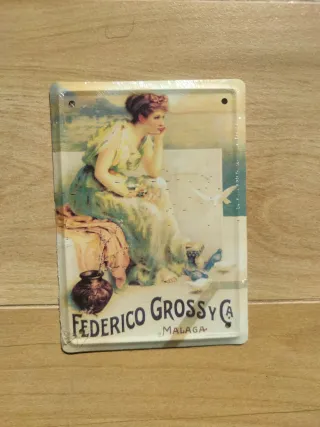 FEDERICO GROSS Y Cª
MALAGA